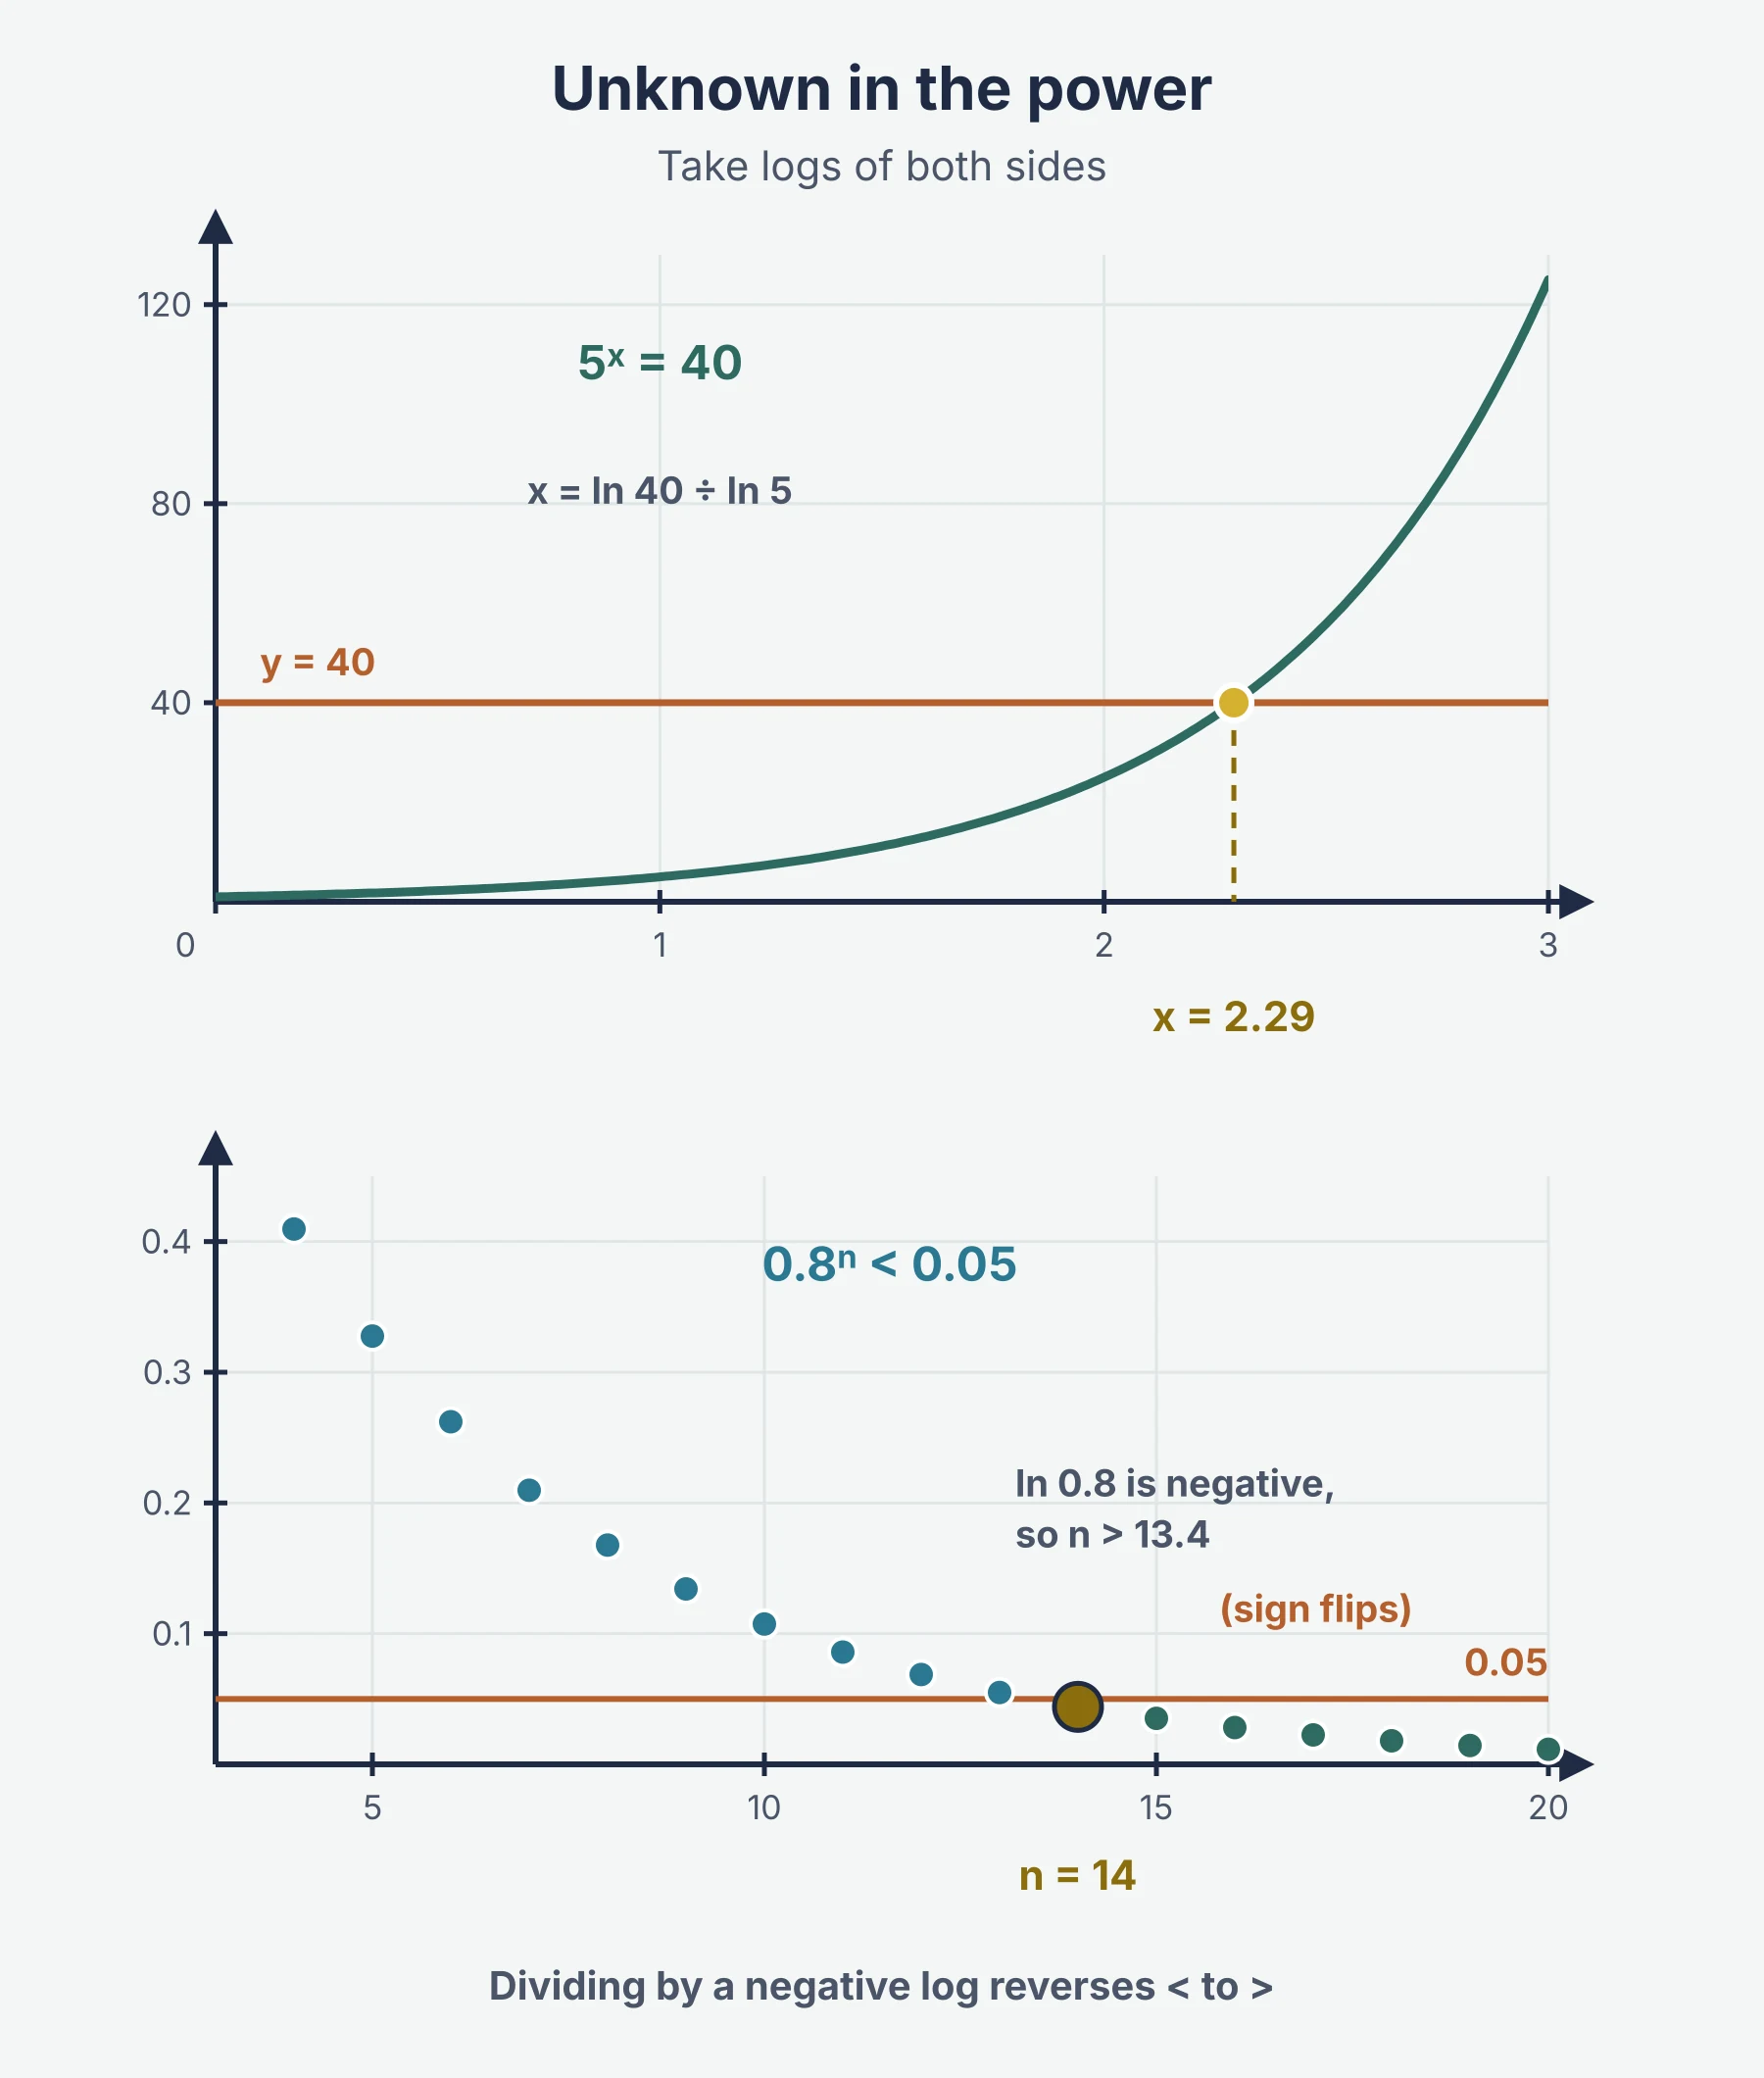 Unknown in the power
Take logs of both sides
120
5ˣ = 40
x = ln 40 ÷ ln 5
80
y = 40
40
0
1
2
3
x = 2.29
0.4
0.8ⁿ < 0.05
0.3
ln 0.8 is negative,
0.2
so n > 13.4
(sign flips)
0.1
0.05
5
10
15
20
n = 14
Dividing by a negative log reverses < to >